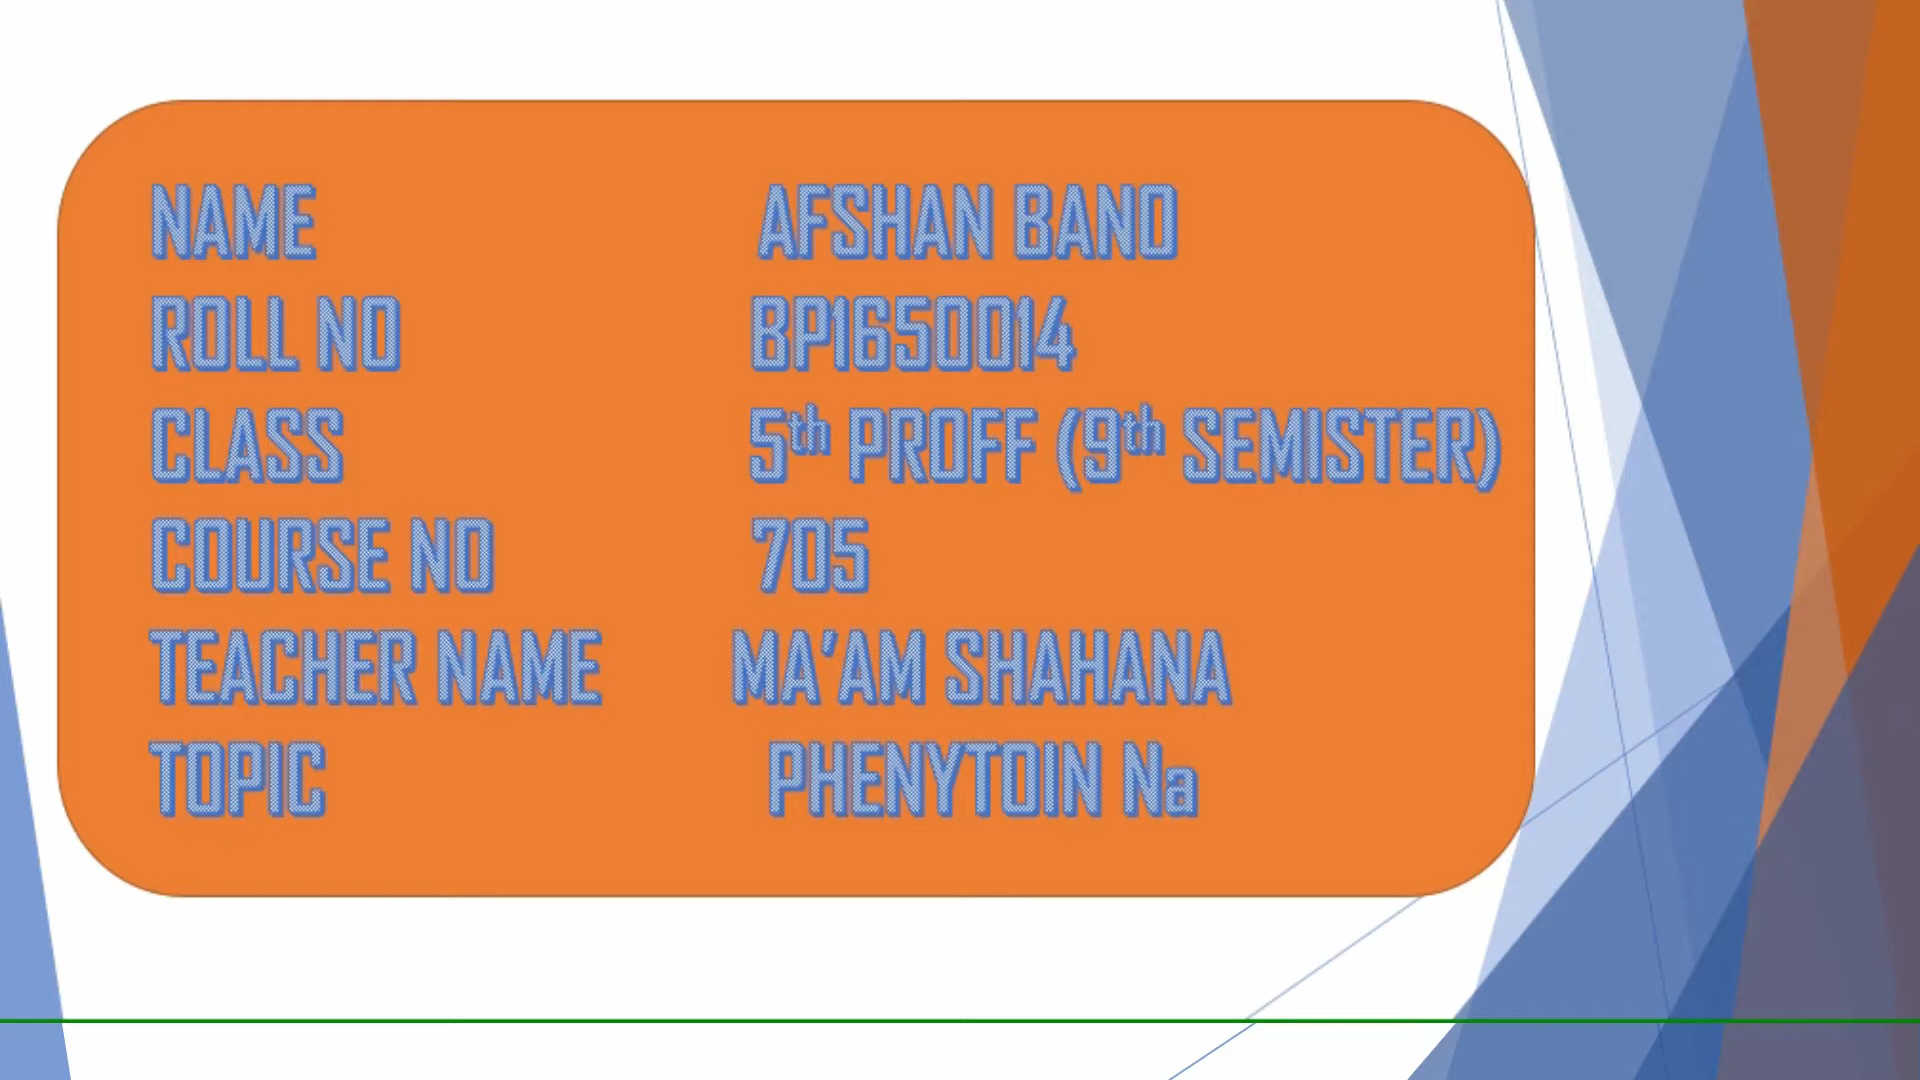 NAME AFSHAN BANO
ROLL NO BP1650014
CLASS 5th PROFF (9th SEMISTER)
COURSE NO 705
TEACHER NAME MA'AM SHAHANA
TOPIC PHENYTOIN Na